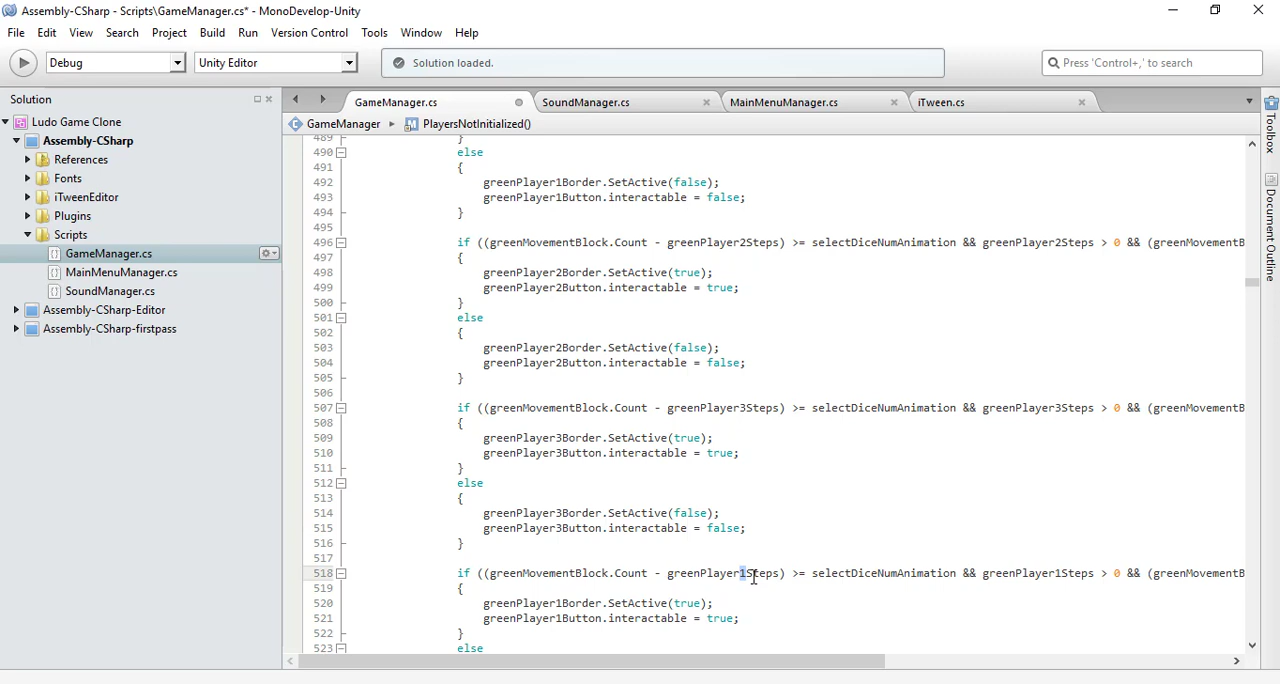 Assembly-CSharp - Scripts\GameManager.cs* - MonoDevelop-Unity
File Edit View Search Project Build Run Version Control Tools Window Help
Debug Unity Editor Solution loaded. Press 'Control+,' to search
Solution
GameManager.cs SoundManager.cs MainMenuManager.cs iTween.cs
GameManager PlayersNotInitialized()
Ludo Game Clone
Assembly-CSharp
References
Fonts
iTweenEditor
Plugins
Scripts
GameManager.cs
MainMenuManager.cs
SoundManager.cs
Assembly-CSharp-Editor
Assembly-CSharp-firstpass
489 }
490 else
491 {
492 greenPlayer1Border.SetActive(false);
493 greenPlayer1Button.interactable = false;
494 }
495
496 if ((greenMovementBlock.Count - greenPlayer2Steps) >= selectDiceNumAnimation && greenPlayer2Steps > 0 && (greenMovementB
497 {
498 greenPlayer2Border.SetActive(true);
499 greenPlayer2Button.interactable = true;
500 }
501 else
502 {
503 greenPlayer2Border.SetActive(false);
504 greenPlayer2Button.interactable = false;
505 }
506
507 if ((greenMovementBlock.Count - greenPlayer3Steps) >= selectDiceNumAnimation && greenPlayer3Steps > 0 && (greenMovementB
508 {
509 greenPlayer3Border.SetActive(true);
510 greenPlayer3Button.interactable = true;
511 }
512 else
513 {
514 greenPlayer3Border.SetActive(false);
515 greenPlayer3Button.interactable = false;
516 }
517
518 if ((greenMovementBlock.Count - greenPlayer1Steps) >= selectDiceNumAnimation && greenPlayer1Steps > 0 && (greenMovementB
519 {
520 greenPlayer1Border.SetActive(true);
521 greenPlayer1Button.interactable = true;
522 }
523 else
Toolbox
Document Outline